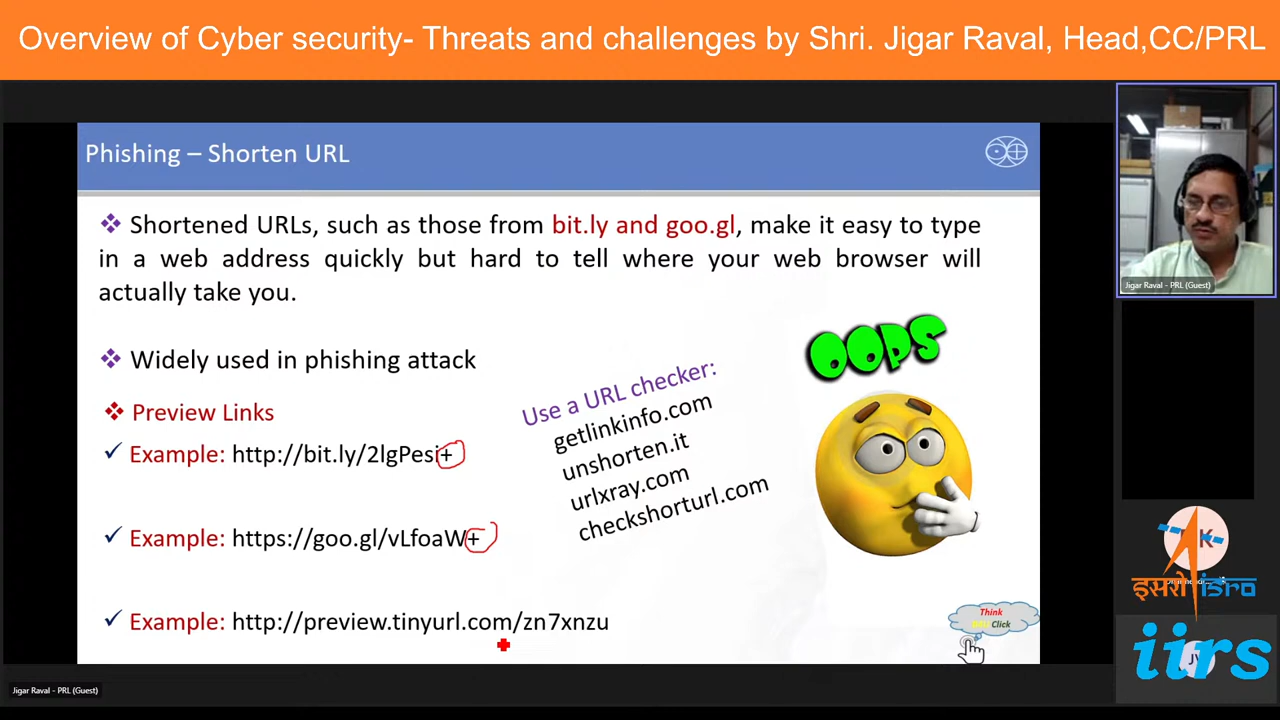 Overview of Cyber security- Threats and challenges by Shri. Jigar Raval, Head,CC/PRL
Phishing – Shorten URL
Shortened URLs, such as those from bit.ly and goo.gl, make it easy to type
in a web address quickly but hard to tell where your web browser will
actually take you.
Widely used in phishing attack
Preview Links
Example: http://bit.ly/2lgPesi+
Example: https://goo.gl/vLfoaW+
Example: http://preview.tinyurl.com/zn7xnzu
Use a URL checker:
getlinkinfo.com
unshorten.it
urlxray.com
checkshorturl.com
OOPS
Think
Click
Jigar Raval - PRL (Guest)
K
इसरो isro
iirs
JY
Jigar Raval - PRL (Guest)